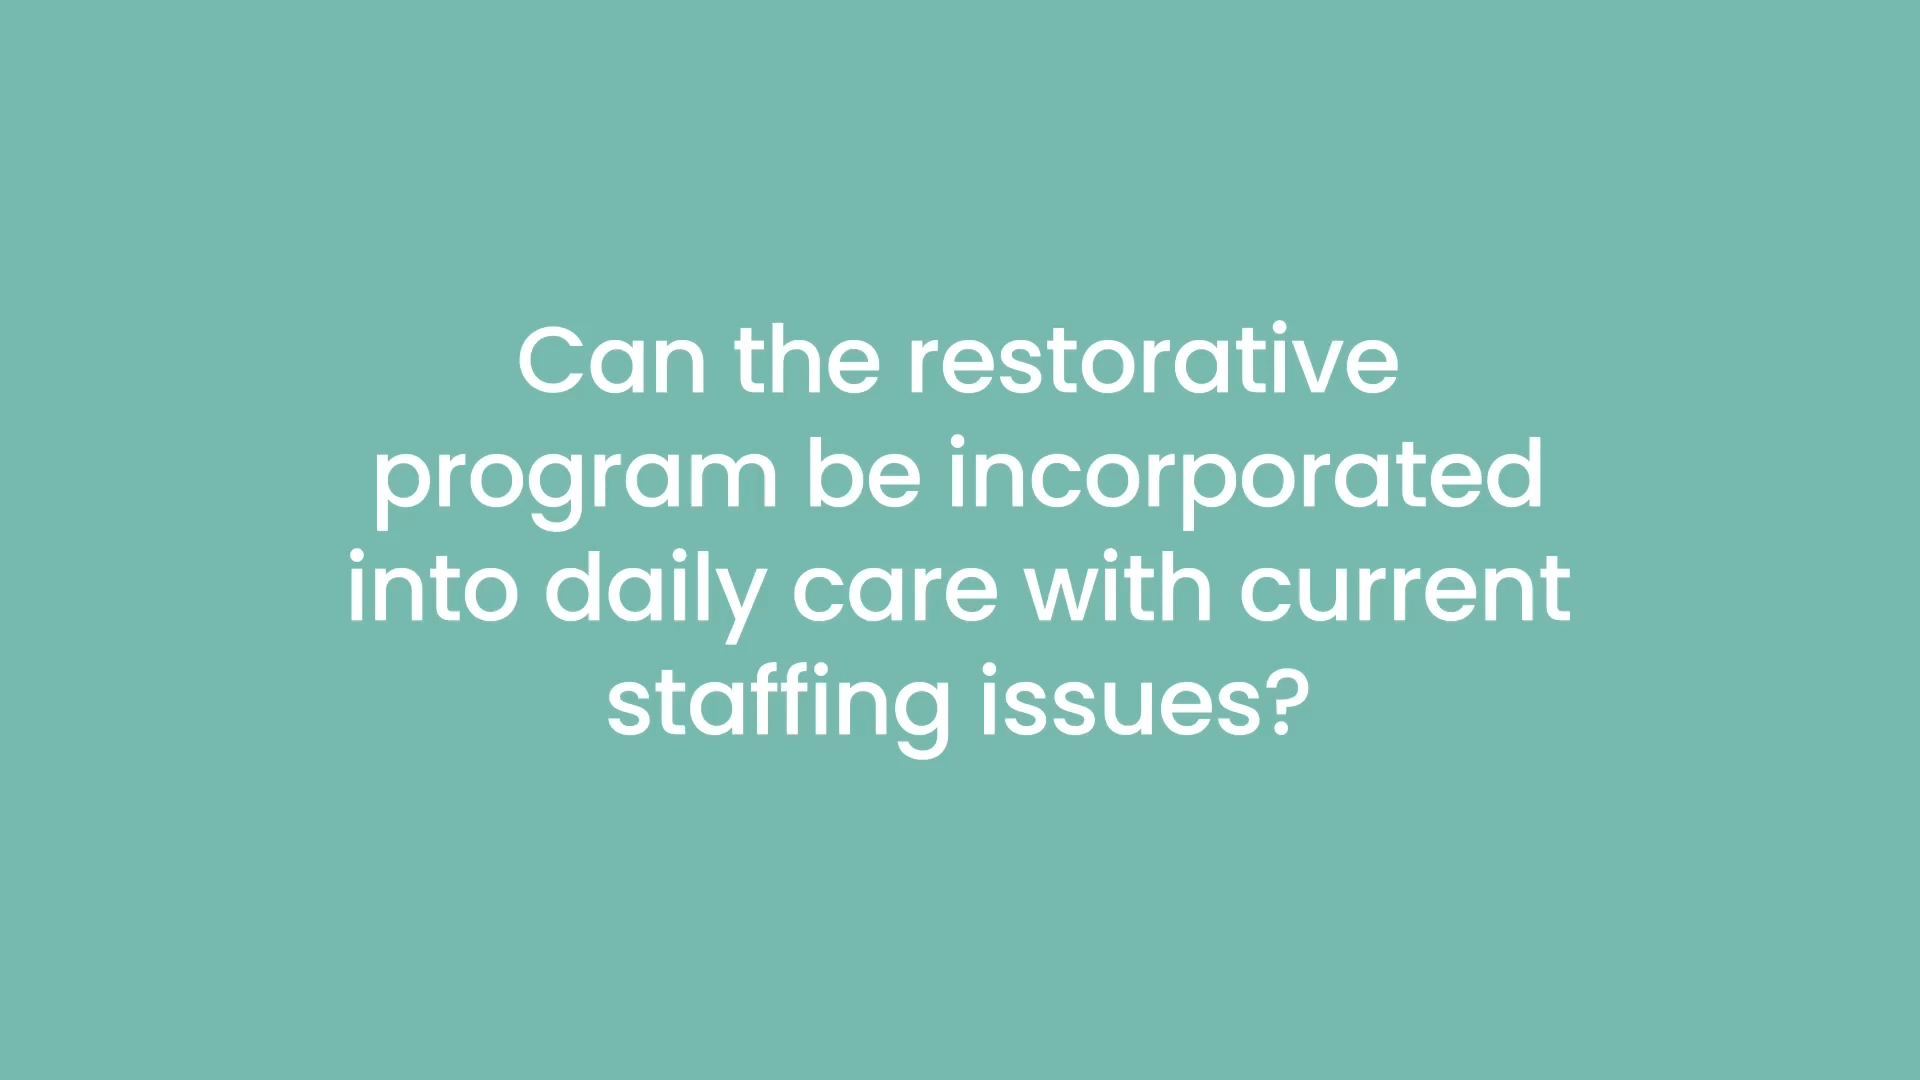 Can the restorative
program be incorporated
into daily care with current
staffing issues?